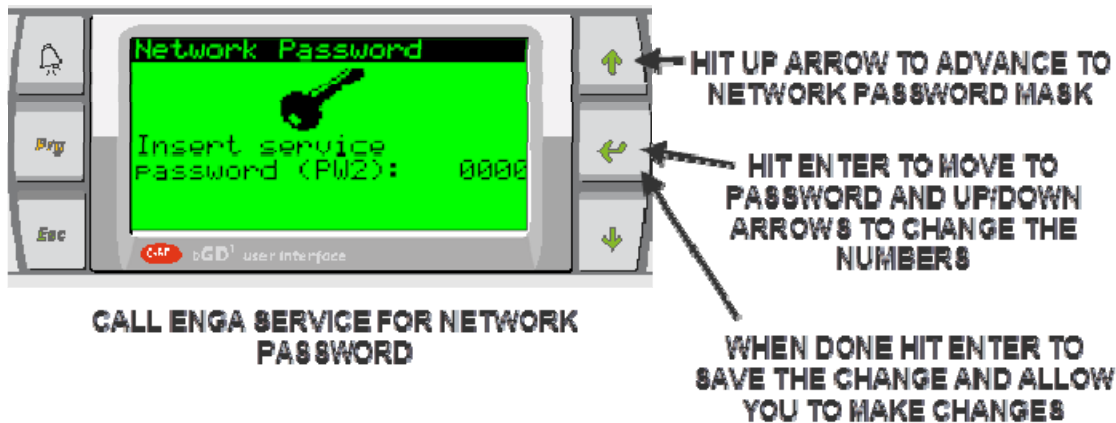 Network Password
Insert service
password (PW2): 0000
Prg
Esc
user interface
HIT UP ARROW TO ADVANCE TO
NETWORK PASSWORD MASK
HIT ENTER TO MOVE TO
PASSWORD AND UP/DOWN
ARROWS TO CHANGE THE
NUMBERS
WHEN DONE HIT ENTER TO
SAVE THE CHANGE AND ALLOW
YOU TO MAKE CHANGES
CALL ENGA SERVICE FOR NETWORK
PASSWORD